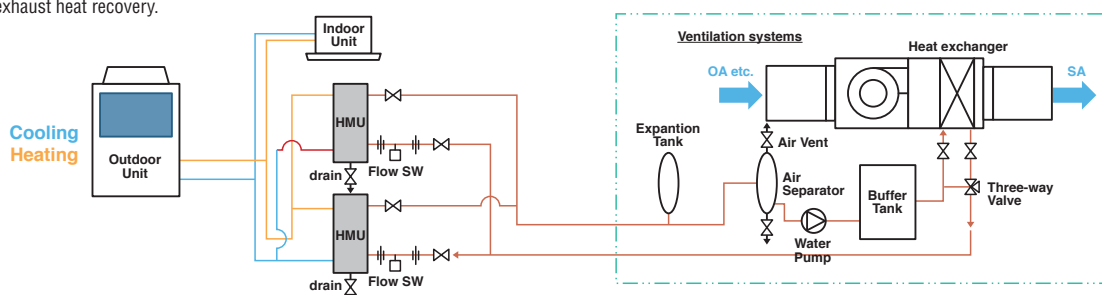 exhaust heat recovery.
Indoor
Unit
Ventilation systems
Heat exchanger
OA etc.
SA
Cooling
Heating
Outdoor
Unit
HMU
Flow SW
drain
HMU
Flow SW
drain
Expantion
Tank
Air Vent
Air
Separator
Water
Pump
Buffer
Tank
Three-way
Valve